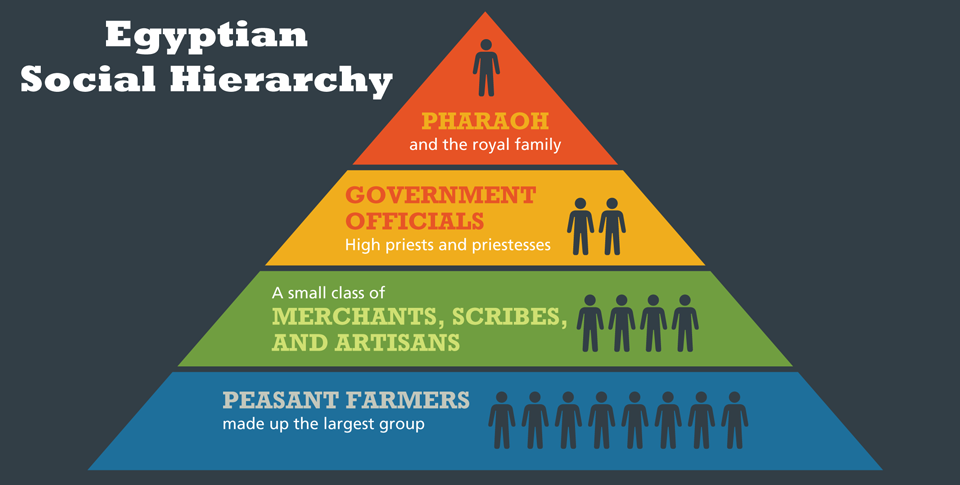 Egyptian
Social Hierarchy
PHARAOH
and the royal family
GOVERNMENT
OFFICIALS
High priests and priestesses
A small class of
MERCHANTS, SCRIBES,
AND ARTISANS
PEASANT FARMERS
made up the largest group